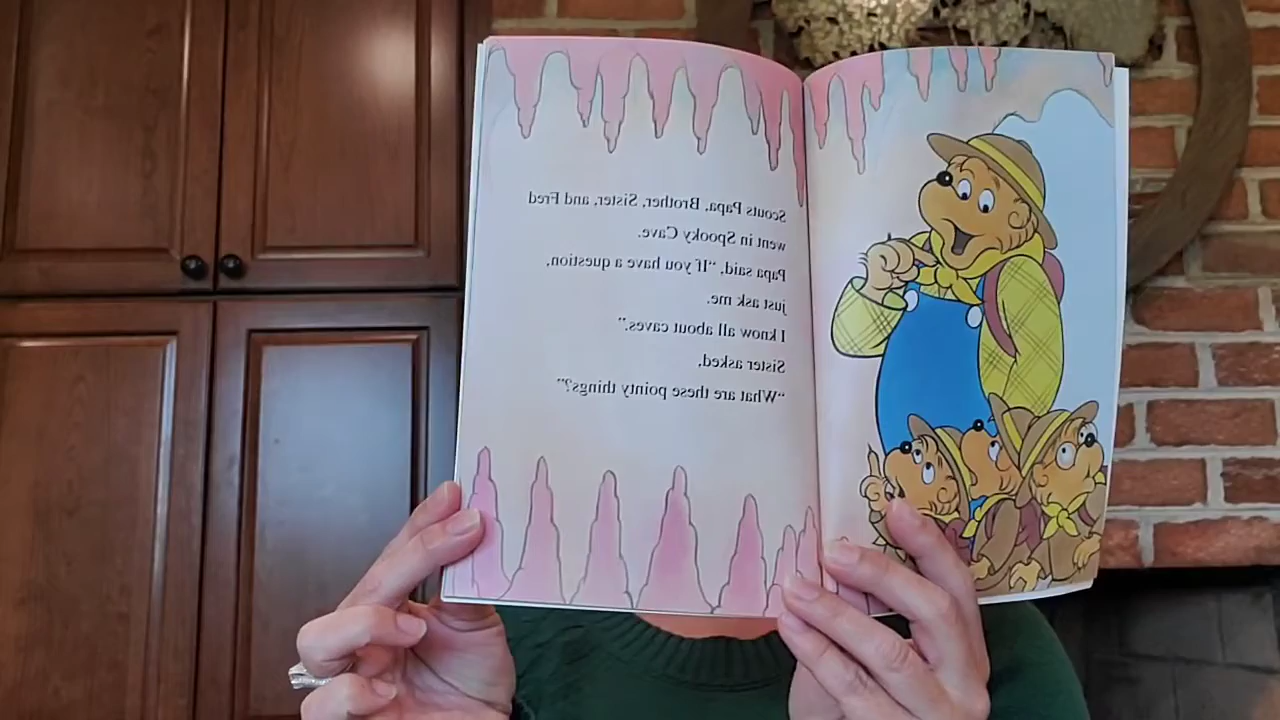 Scouts Papa, Brother, Sister, and Fred
went in Spooky Cave.
Papa said, “If you have a question,
just ask me.
I know all about caves.”
Sister asked,
“What are these pointy things?”